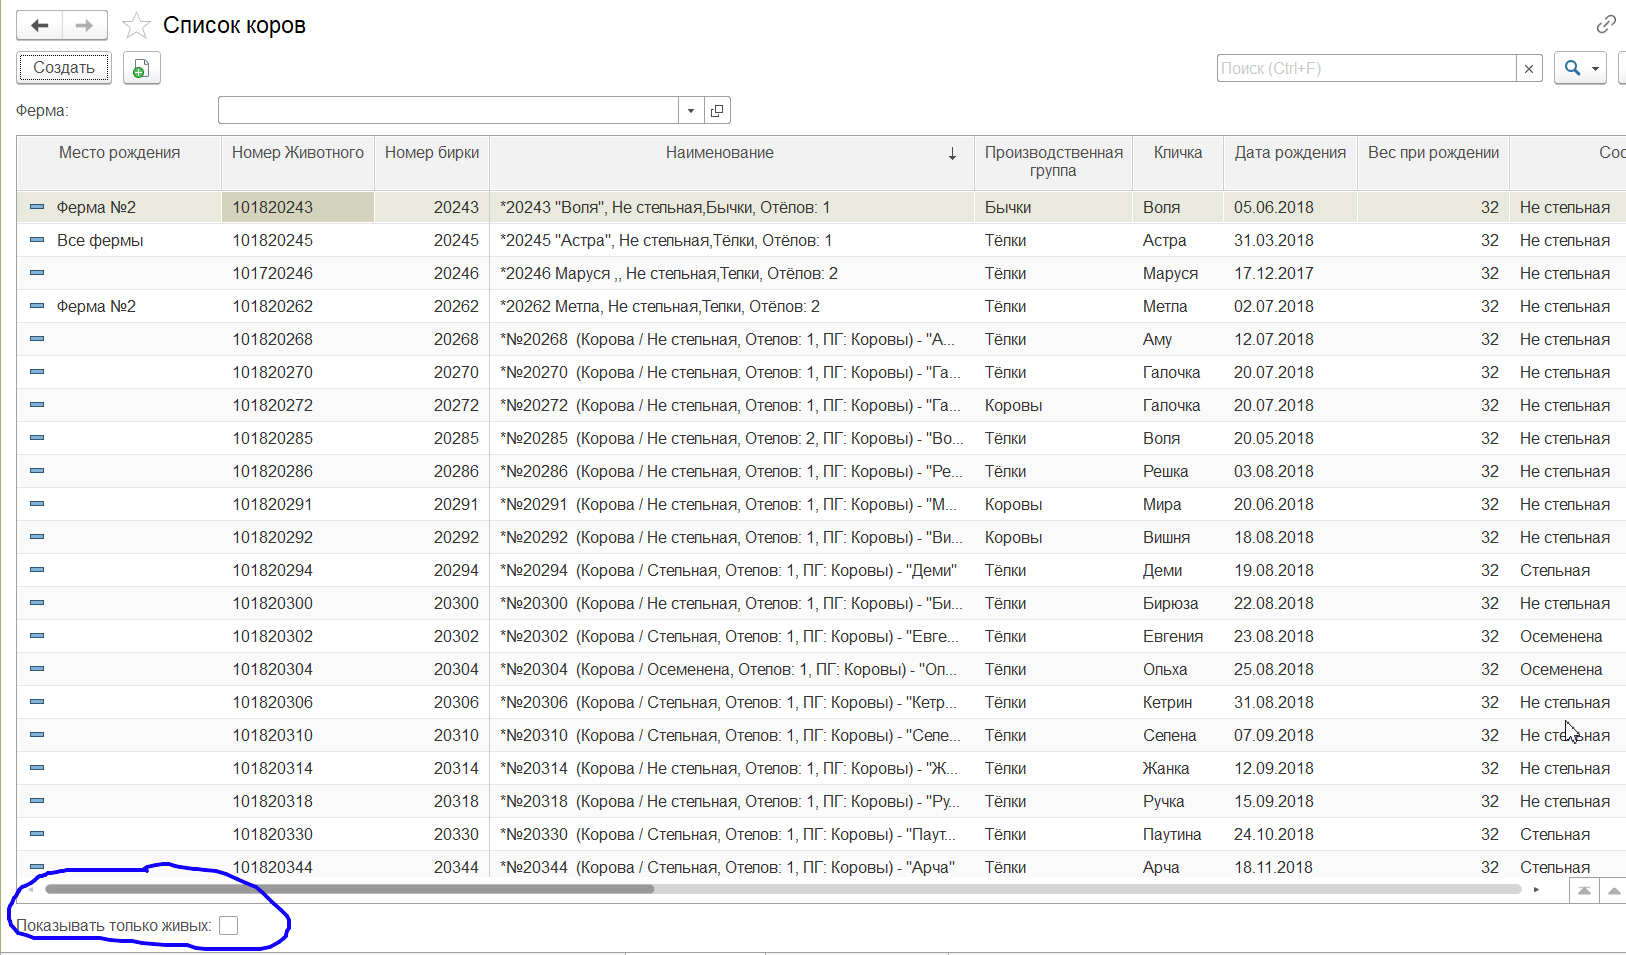 Список коров
Создать Поиск (Ctrl+F)
Ферма:
Место рождения Номер Животного Номер бирки Наименование Производственная группа Кличка Дата рождения Вес при рождении
Ферма №2 101820243 20243 *20243 "Воля", Не стельная,Бычки, Отёлов: 1 Бычки Воля 05.06.2018 32 Не стельная
Все фермы 101820245 20245 *20245 "Астра", Не стельная,Тёлки, Отёлов: 1 Тёлки Астра 31.03.2018 32 Не стельная
101720246 20246 *20246 Маруся ,, Не стельная,Телки, Отёлов: 2 Тёлки Маруся 17.12.2017 32 Не стельная
Ферма №2 101820262 20262 *20262 Метла, Не стельная,Телки, Отёлов: 2 Тёлки Метла 02.07.2018 32 Не стельная
101820268 20268 *№20268 (Корова / Не стельная, Отелов: 1, ПГ: Коровы) - "А... Тёлки Аму 12.07.2018 32 Не стельная
101820270 20270 *№20270 (Корова / Не стельная, Отелов: 1, ПГ: Коровы) - "Га... Тёлки Галочка 20.07.2018 32 Не стельная
101820272 20272 *№20272 (Корова / Не стельная, Отелов: 1, ПГ: Коровы) - "Га... Коровы Галочка 20.07.2018 32 Не стельная
101820285 20285 *№20285 (Корова / Не стельная, Отелов: 2, ПГ: Коровы) - "Во... Тёлки Воля 20.05.2018 32 Не стельная
101820286 20286 *№20286 (Корова / Не стельная, Отелов: 1, ПГ: Коровы) - "Ре... Тёлки Решка 03.08.2018 32 Не стельная
101820291 20291 *№20291 (Корова / Не стельная, Отелов: 1, ПГ: Коровы) - "М... Коровы Мира 20.06.2018 32 Не стельная
101820292 20292 *№20292 (Корова / Не стельная, Отелов: 1, ПГ: Коровы) - "Ви... Коровы Вишня 18.08.2018 32 Не стельная
101820294 20294 *№20294 (Корова / Стельная, Отелов: 1, ПГ: Коровы) - "Деми" Тёлки Деми 19.08.2018 32 Стельная
101820300 20300 *№20300 (Корова / Не стельная, Отелов: 1, ПГ: Коровы) - "Би... Тёлки Бирюза 22.08.2018 32 Не стельная
101820302 20302 *№20302 (Корова / Стельная, Отелов: 1, ПГ: Коровы) - "Евге... Тёлки Евгения 23.08.2018 32 Осеменена
101820304 20304 *№20304 (Корова / Осеменена, Отелов: 1, ПГ: Коровы) - "Ол... Тёлки Ольха 25.08.2018 32 Осеменена
101820306 20306 *№20306 (Корова / Стельная, Отелов: 1, ПГ: Коровы) - "Кетр... Тёлки Кетрин 31.08.2018 32 Не стельная
101820310 20310 *№20310 (Корова / Стельная, Отелов: 1, ПГ: Коровы) - "Селе... Тёлки Селена 07.09.2018 32 Не стельная
101820314 20314 *№20314 (Корова / Не стельная, Отелов: 1, ПГ: Коровы) - "Ж... Тёлки Жанка 12.09.2018 32 Не стельная
101820318 20318 *№20318 (Корова / Не стельная, Отелов: 1, ПГ: Коровы) - "Ру... Тёлки Ручка 15.09.2018 32 Не стельная
101820330 20330 *№20330 (Корова / Стельная, Отелов: 1, ПГ: Коровы) - "Паут... Тёлки Паутина 24.10.2018 32 Стельная
101820344 20344 *№20344 (Корова / Стельная, Отелов: 1, ПГ: Коровы) - "Арча" Тёлки Арча 18.11.2018 32 Стельная
Показывать только живых: